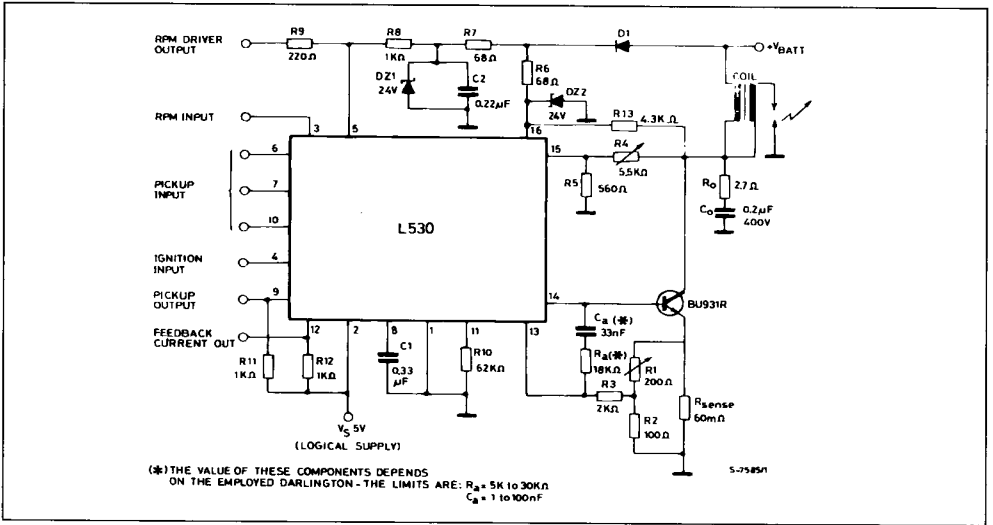 RPM DRIVER
OUTPUT
R9
220Ω
R8
1KΩ
R7
68Ω
D1
+VBATT
DZ1
24V
C2
0.22µF
R6
68Ω
DZ2
24V
COIL
RPM INPUT
3
5
16
R13
4.3KΩ
15
R4
5.5KΩ
R5
560Ω
Ro
2.7Ω
Co
0.2µF
400V
PICKUP
INPUT
6
7
10
L530
IGNITION
INPUT
4
PICKUP
OUTPUT
9
14
BU931R
FEEDBACK
CURRENT OUT
12
2
8
1
11
13
Ca (*)
33nF
Ra(*)
18KΩ
R1
200Ω
R11
1KΩ
R12
1KΩ
C1
0.33
µF
R10
62KΩ
R3
2KΩ
R2
100Ω
Rsense
60mΩ
VS 5V
(LOGICAL SUPPLY)
S-7585/1
(*) THE VALUE OF THESE COMPONENTS DEPENDS
ON THE EMPLOYED DARLINGTON - THE LIMITS ARE: Ra = 5K to 30KΩ
Ca = 1 to 100nF